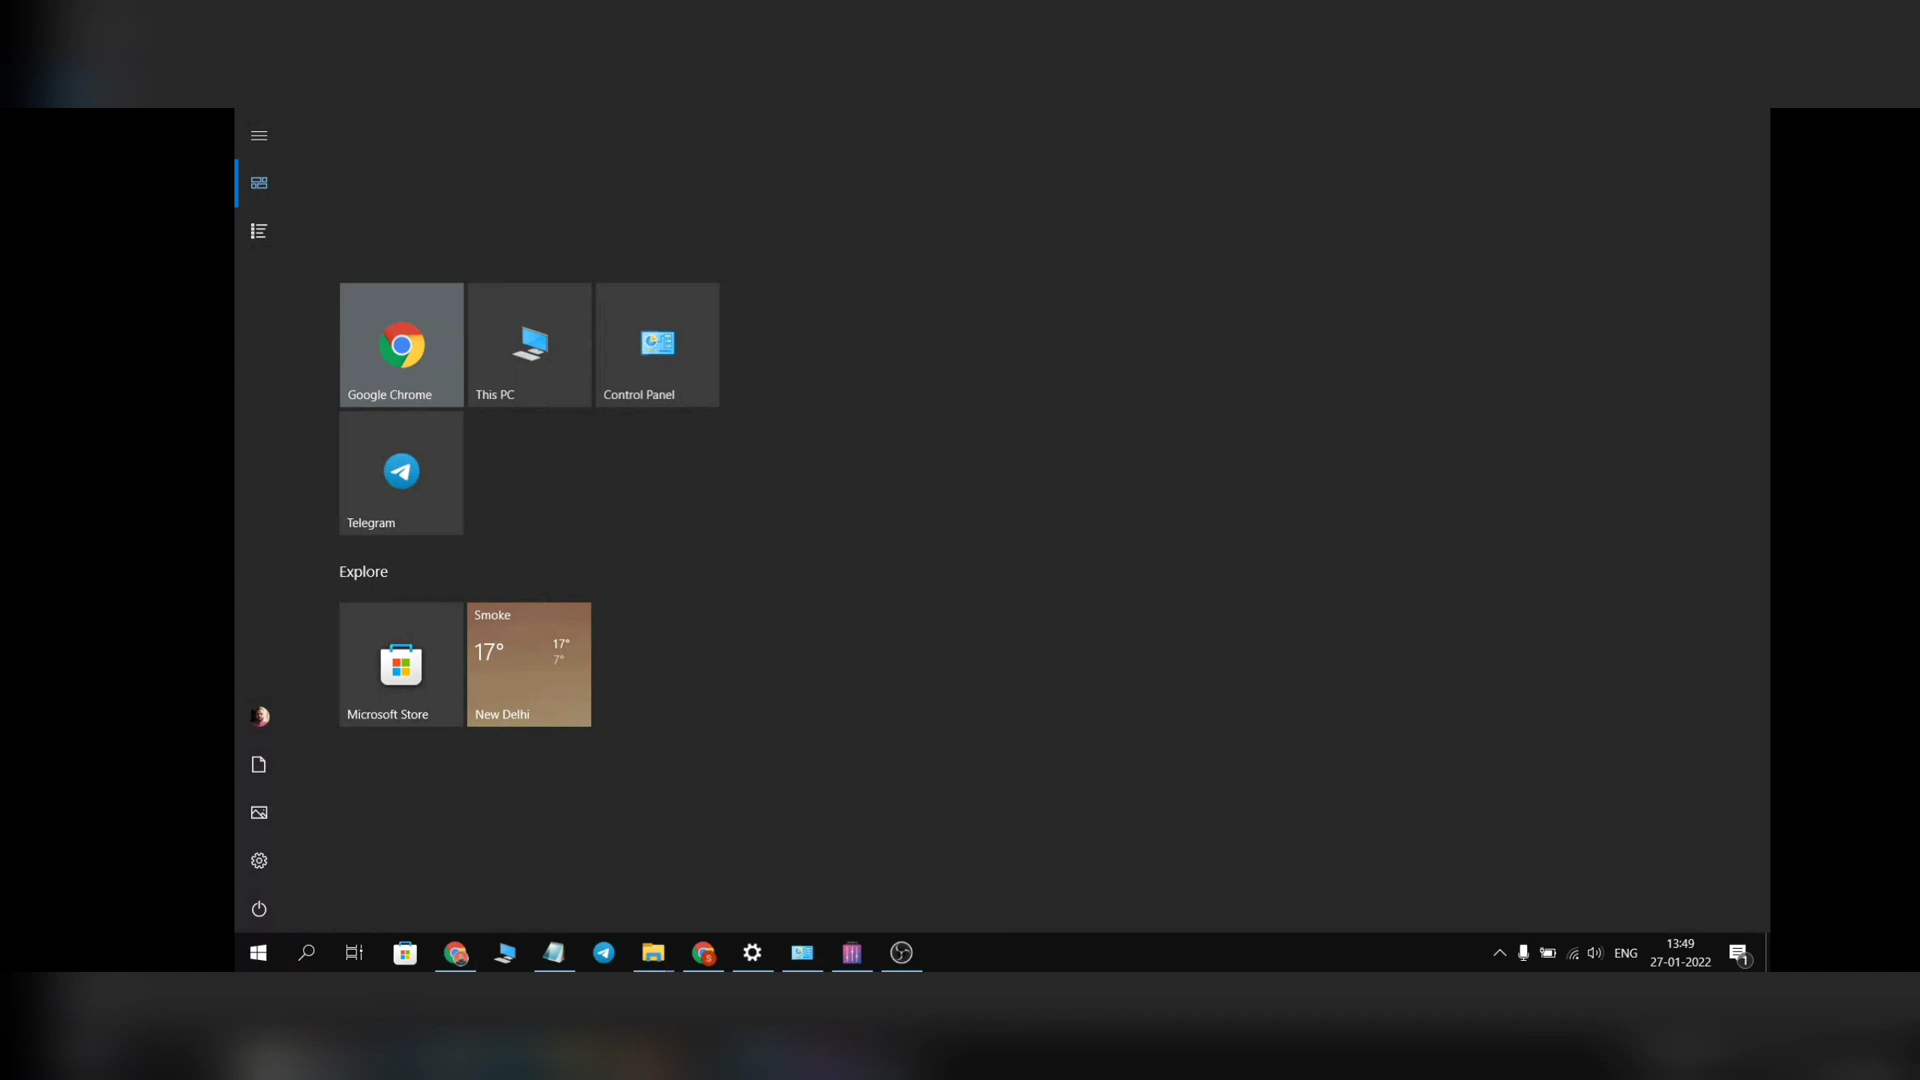 Google Chrome
This PC
Control Panel
Telegram
Explore
Microsoft Store
Smoke
17°
17°
7°
New Delhi
S
ENG
13:49
27-01-2022
1